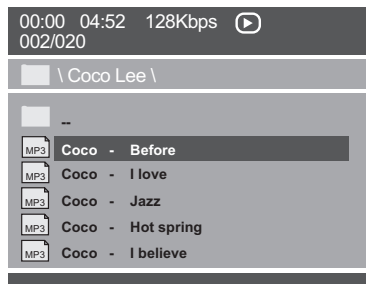 00:00 04:52 128Kbps
002/020
\ Coco Lee \
--
MP3 Coco - Before
MP3 Coco - I love
MP3 Coco - Jazz
MP3 Coco - Hot spring
MP3 Coco - I believe